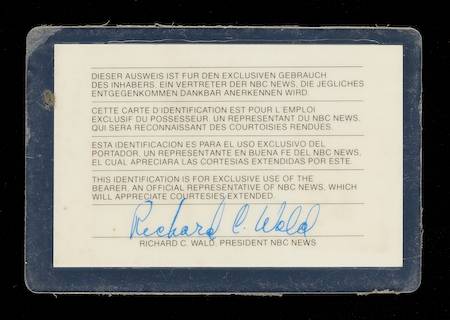 DIESER AUSWEIS IST FUR DEN EXCLUSIVEN GEBRAUCH
DES INHABERS, EIN VERTRETER DER NBC NEWS, DIE JEGLICHES
ENTGEGENKOMMEN DANKBAR ANERKENNEN WIRD.
CETTE CARTE D'IDENTIFICATION EST POUR L'EMPLOI
EXCLUSIF DU POSSESSEUR, UN REPRESENTANT DU NBC NEWS,
QUI SERA RECONNAISSANT DES COURTOISIES RENDUES.
ESTA IDENTIFICACION ES PARA EL USO EXCLUSIVO DEL
PORTADOR, UN REPRESENTANTE EN BUENA FE DEL NBC NEWS,
EL CUAL APRECIARA LAS CORTESIAS EXTENDIDAS POR ESTE.
THIS IDENTIFICATION IS FOR EXCLUSIVE USE OF THE
BEARER, AN OFFICIAL REPRESENTATIVE OF NBC NEWS, WHICH
WILL APPRECIATE COURTESIES EXTENDED.
Richard C. Wald
RICHARD C. WALD, PRESIDENT NBC NEWS